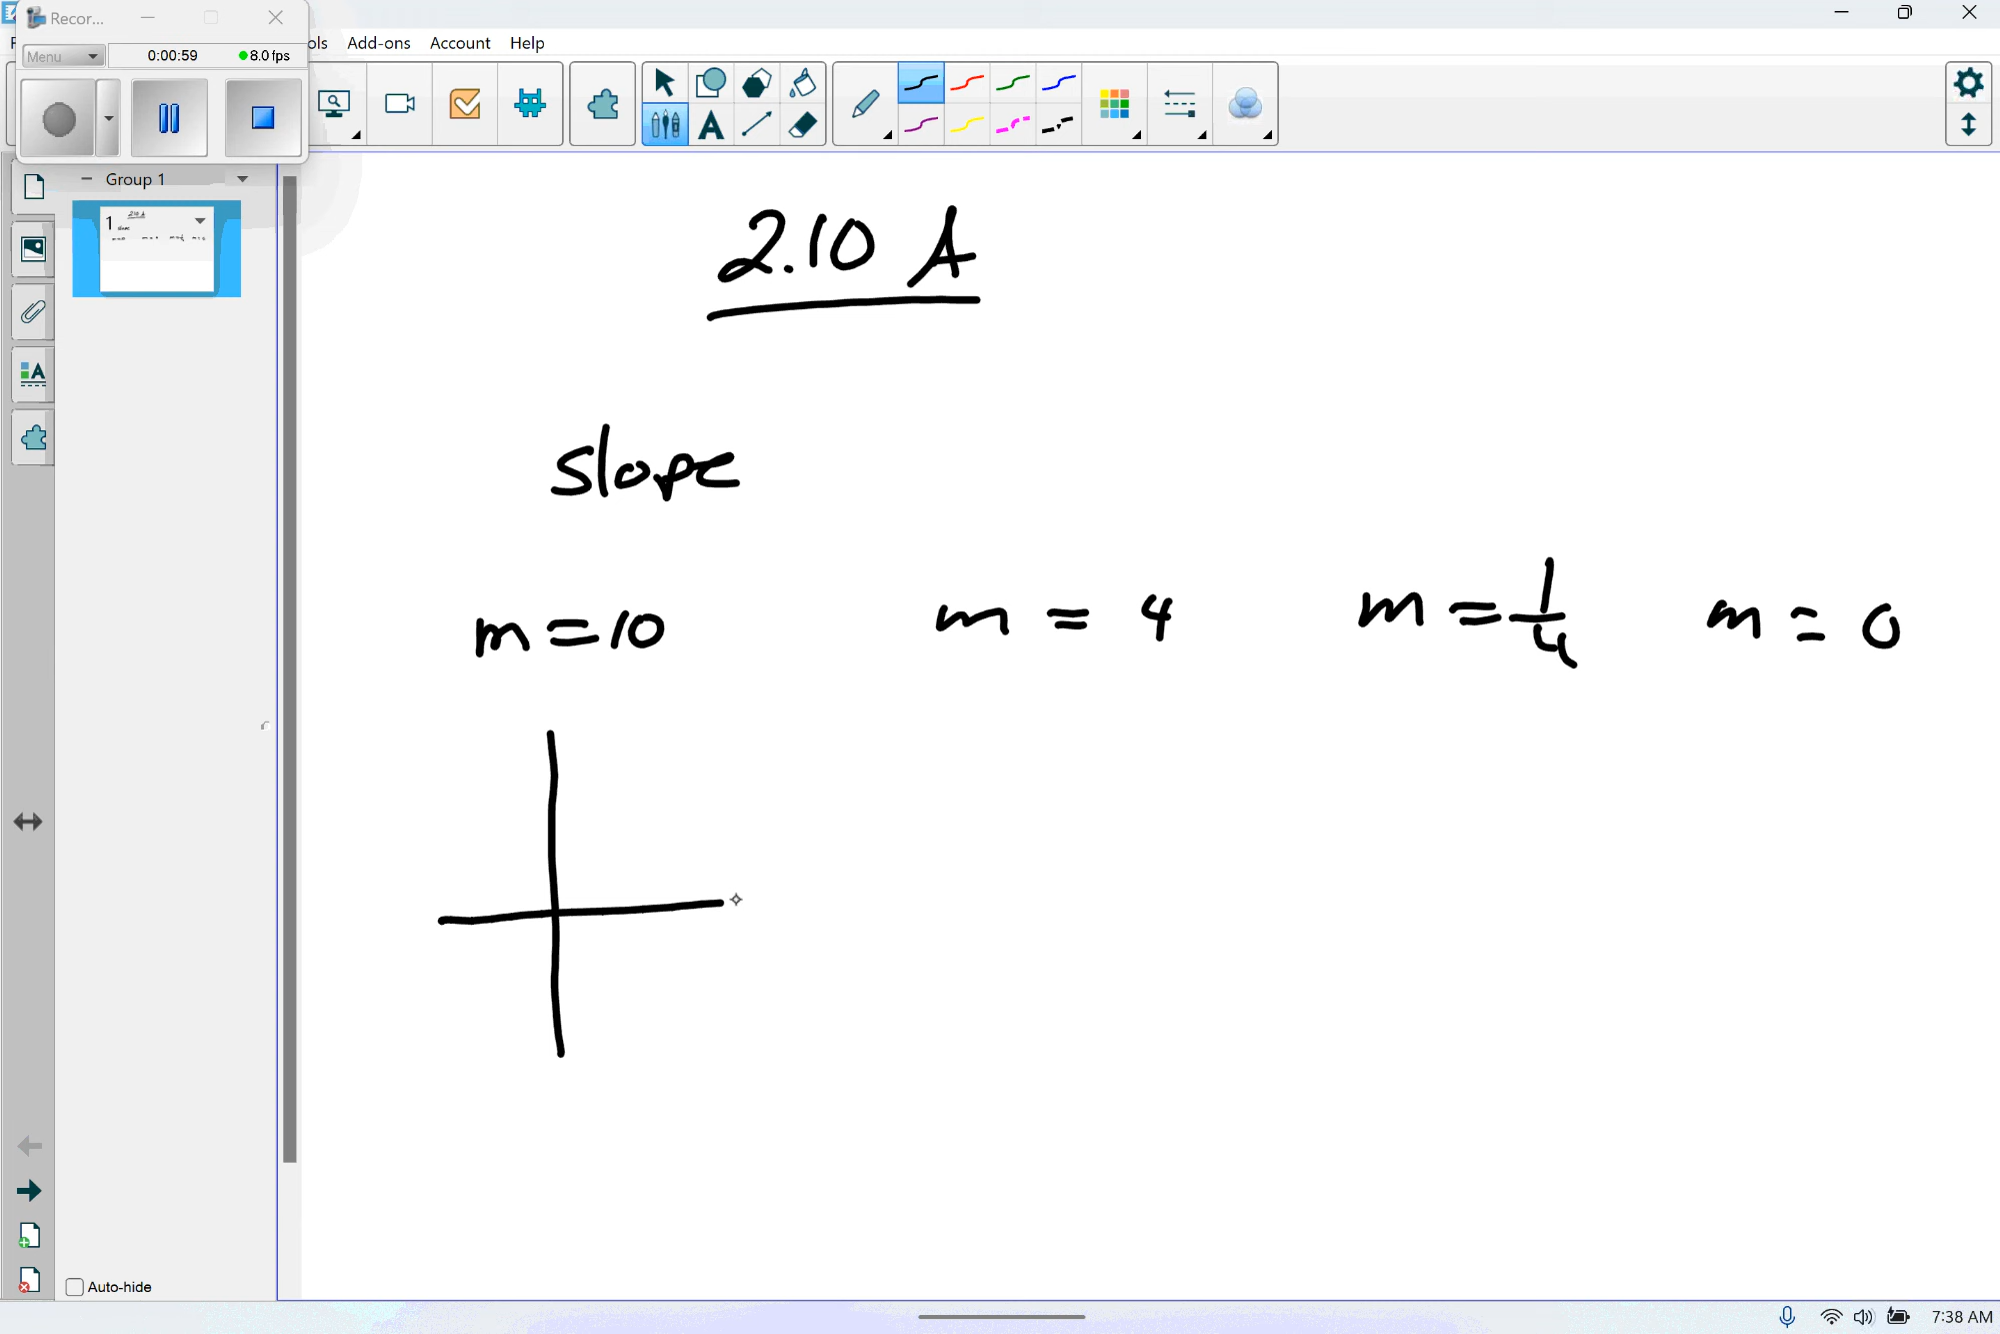 Recor...
Menu 0:00:59 8.0 fps
ols Add-ons Account Help
Group 1
1
2.10 A
slope
m = 10 m = 4 m = 1/4 m = 0
Auto-hide
7:38 AM